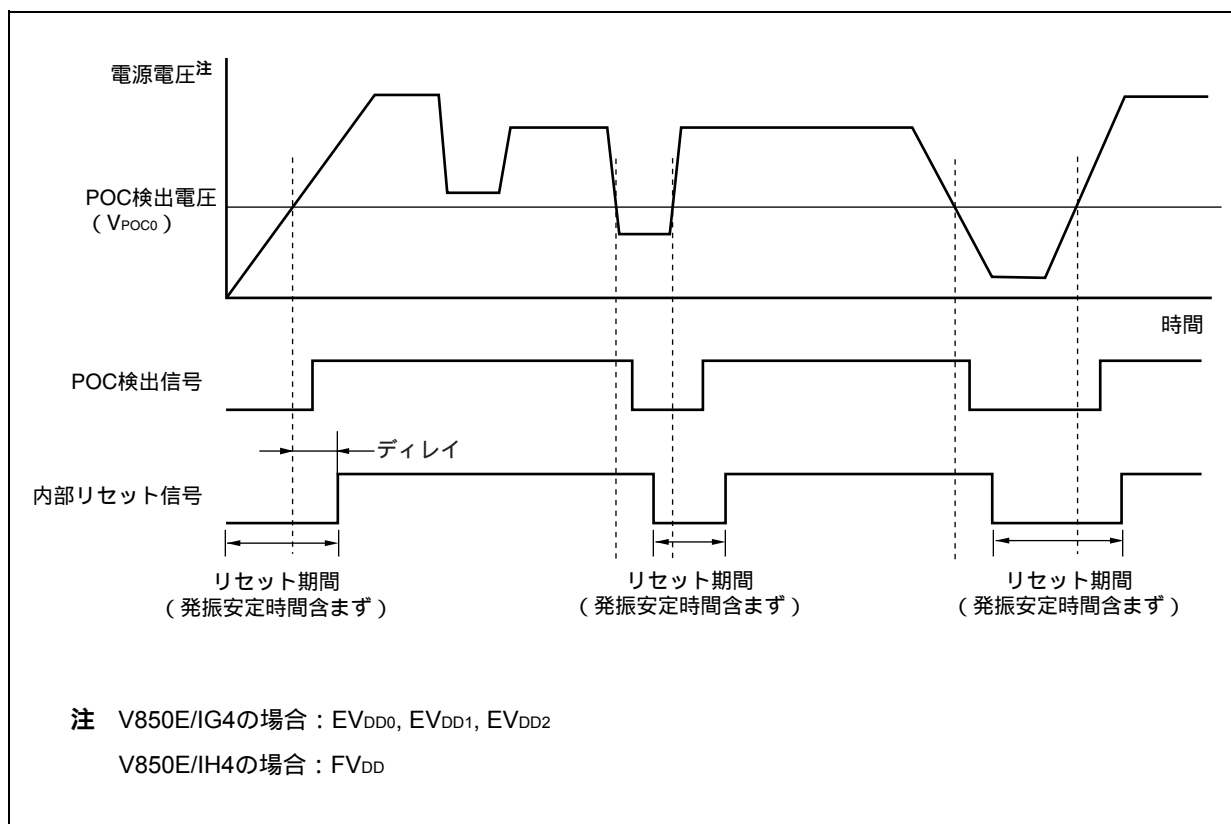 電源電圧注
POC検出電圧
（VPOC0）
時間
POC検出信号
ディレイ
内部リセット信号
リセット期間
（発振安定時間含まず）
リセット期間
（発振安定時間含まず）
リセット期間
（発振安定時間含まず）
注 V850E/IG4の場合：EVDD0, EVDD1, EVDD2
V850E/IH4の場合：FVDD